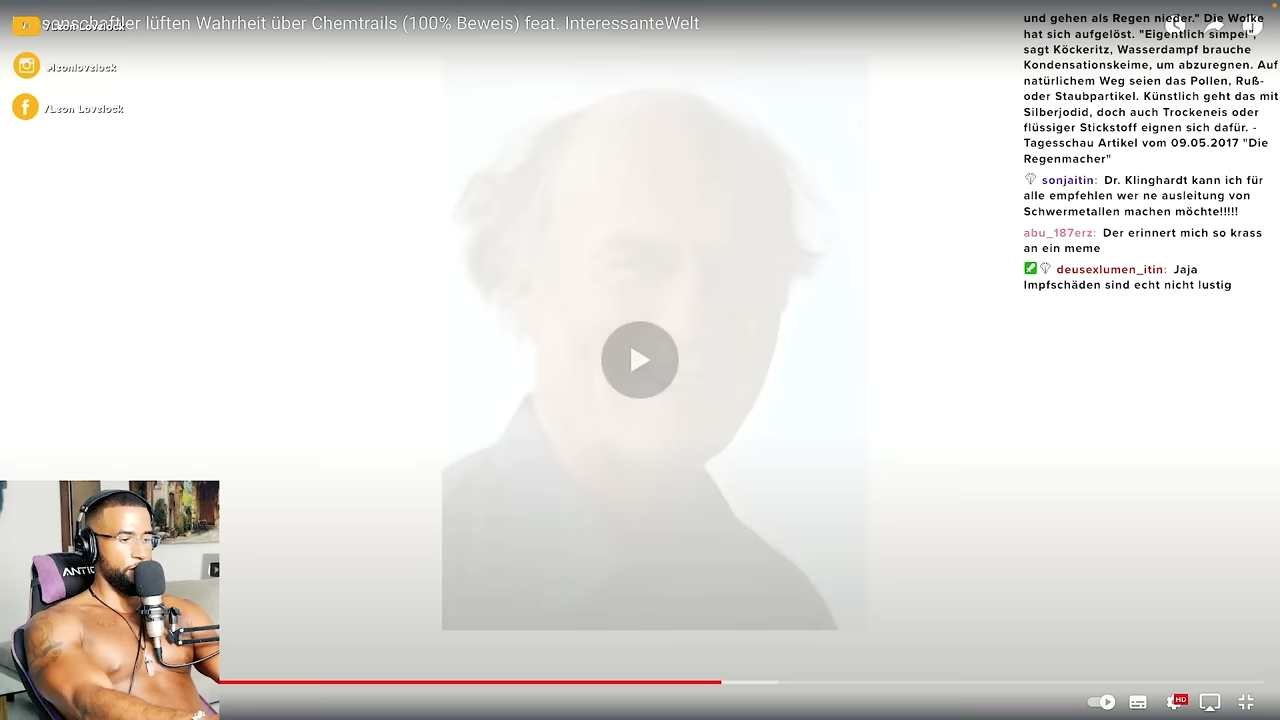 senschaftler lüften Wahrheit über Chemtrails (100% Beweis) feat. InteressanteWelt
/Leon Lovelock
#leonlovelock
/Leon Lovelock
und gehen als Regen nieder." Die Wolke
hat sich aufgelöst. "Eigentlich simpel",
sagt Köckeritz, Wasserdampf brauche
Kondensationskeime, um abzuregnen. Auf
natürlichem Weg seien das Pollen, Ruß-
oder Staubpartikel. Künstlich geht das mit
Silberjodid, doch auch Trockeneis oder
flüssiger Stickstoff eignen sich dafür. -
Tagesschau Artikel vom 09.05.2017 "Die
Regenmacher"
sonjaitin: Dr. Klinghardt kann ich für
alle empfehlen wer ne ausleitung von
Schwermetallen machen möchte!!!!!
abu_187erz: Der erinnert mich so krass
an ein meme
deusexlumen_itin: Jaja
Impfschäden sind echt nicht lustig
ANTIC
HD